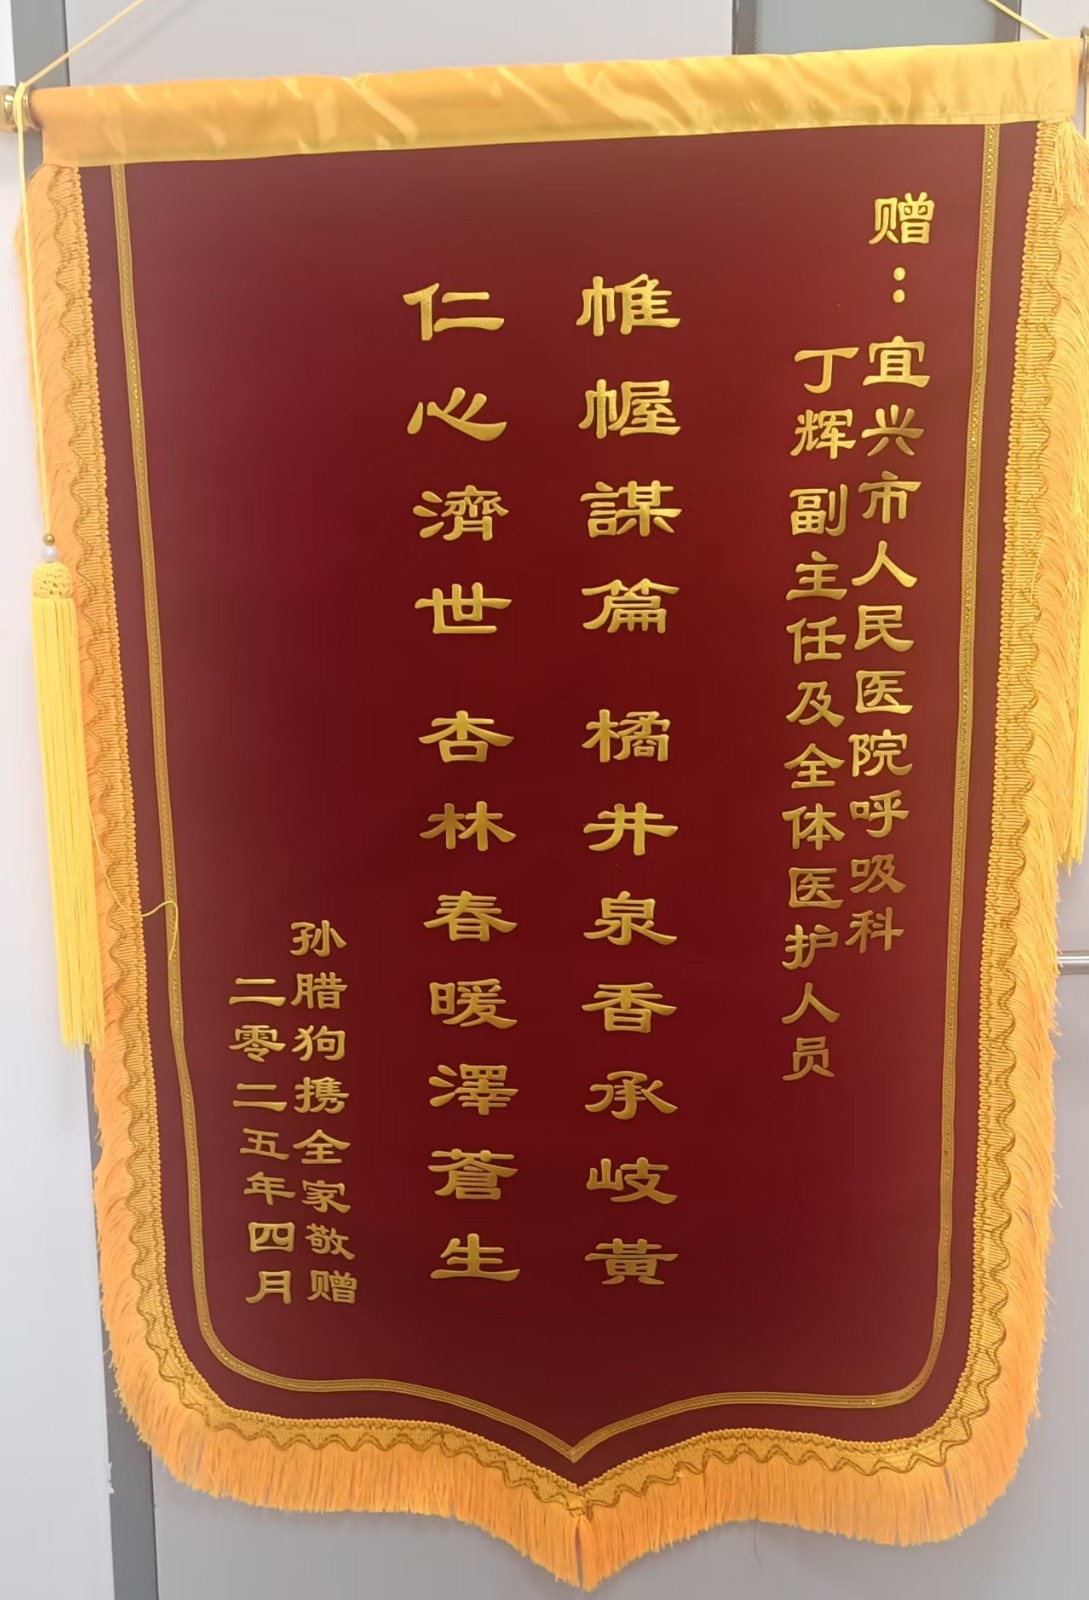 赠：宜兴市人民医院呼吸科
丁辉副主任及全体医护人员
帷幄謀篇 橘井泉香承岐黄
仁心濟世 杏林春暖澤蒼生
孙腊狗携全家敬赠
二零二五年四月